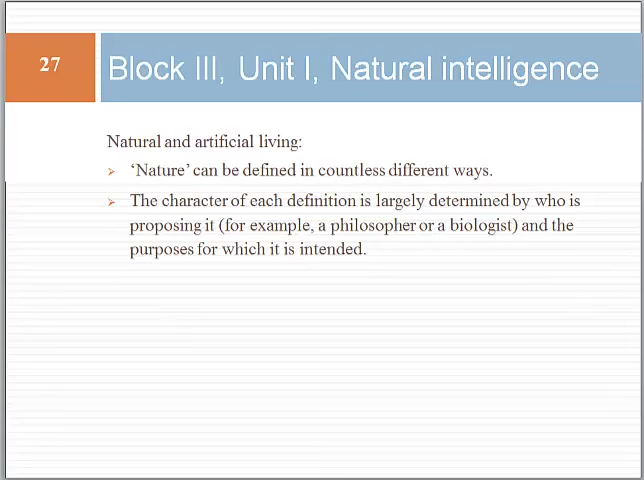 27
Block III, Unit I, Natural intelligence
Natural and artificial living:
‘Nature’ can be defined in countless different ways.
The character of each definition is largely determined by who is
proposing it (for example, a philosopher or a biologist) and the
purposes for which it is intended.